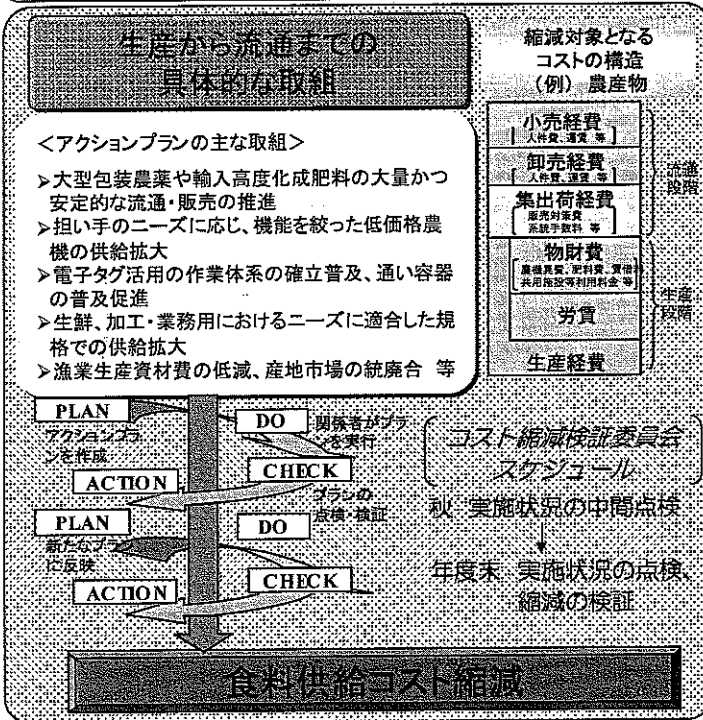 生産から流通までの
具体的な取組
<アクションプランの主な取組>
➢大型包装農薬や輸入高度化成肥料の大量かつ
安定的な流通・販売の推進
➢担い手のニーズに応じ、機能を絞った低価格農
機の供給拡大
➢電子タグ活用の作業体系の確立普及、通い容器
の普及促進
➢生鮮、加工・業務用におけるニーズに適合した規
格での供給拡大
➢漁業生産資材費の低減、産地市場の統廃合 等
縮減対象となる
コストの構造
(例) 農産物
小売経費
[人件費、運賃 等]
卸売経費
[人件費、運賃 等]
集出荷経費
[販売対策費
系統手数料 等]
流通
段階
物財費
[農機具費、肥料費、賃借料
共用施設等利用料金 等]
労賃
生産経費
生産
段階
PLAN
アクションプラ
ンを作成
DO
関係者がプラ
を実行
CHECK
プランの
点検・検証
ACTION
PLAN
新たなプラ
に反映
DO
CHECK
ACTION
コスト縮減検証委員会
スケジュール
秋 実施状況の中間点検
年度末 実施状況の点検、
縮減の検証
食料供給コスト縮減